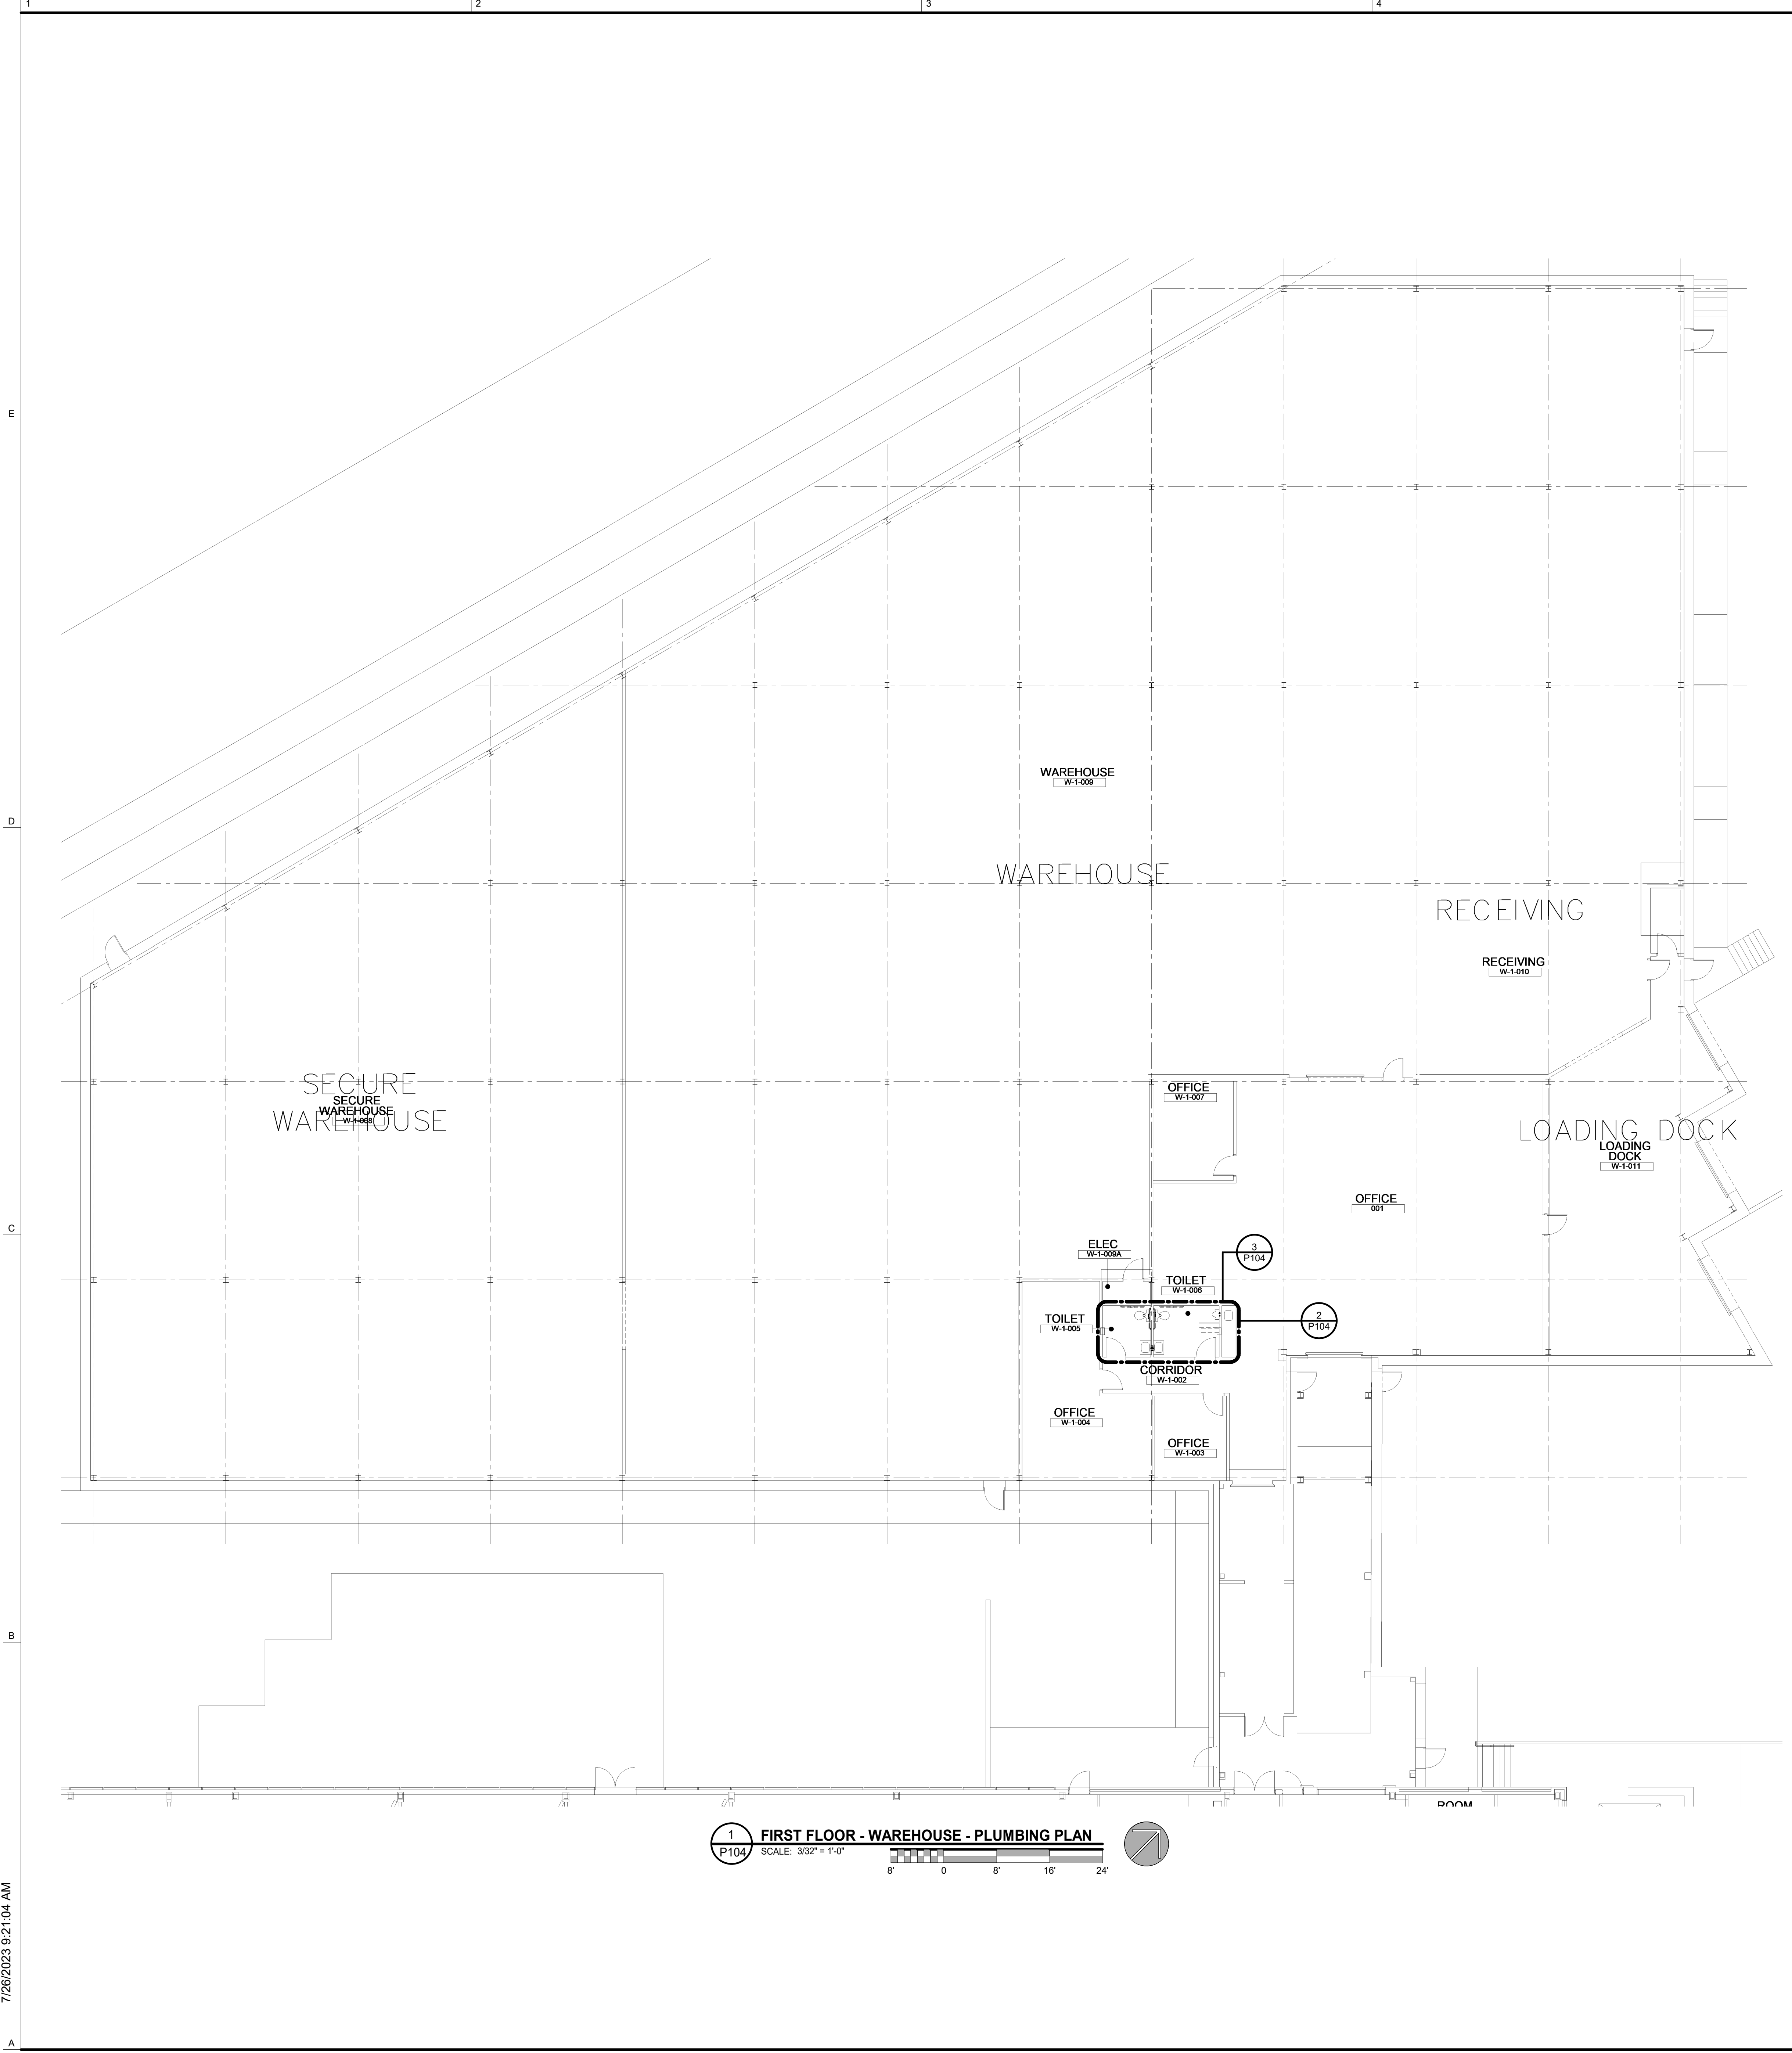 1
2
3
4
E
D
C
B
A
WAREHOUSE
W-1-009
WAREHOUSE
RECEIVING
RECEIVING
W-1-010
SECURE
SECURE
WAREHOUSE
WAREHOUSE
W-1-008
OFFICE
W-1-007
LOADING DOCK
LOADING
DOCK
W-1-011
OFFICE
001
ELEC
W-1-009A
3
P104
TOILET
W-1-006
TOILET
W-1-005
2
P104
CORRIDOR
W-1-002
OFFICE
W-1-004
OFFICE
W-1-003
ROOM
1
P104
FIRST FLOOR - WAREHOUSE - PLUMBING PLAN
SCALE: 3/32" = 1'-0"
8' 0 8' 16' 24'
7/26/2023 9:21:04 AM